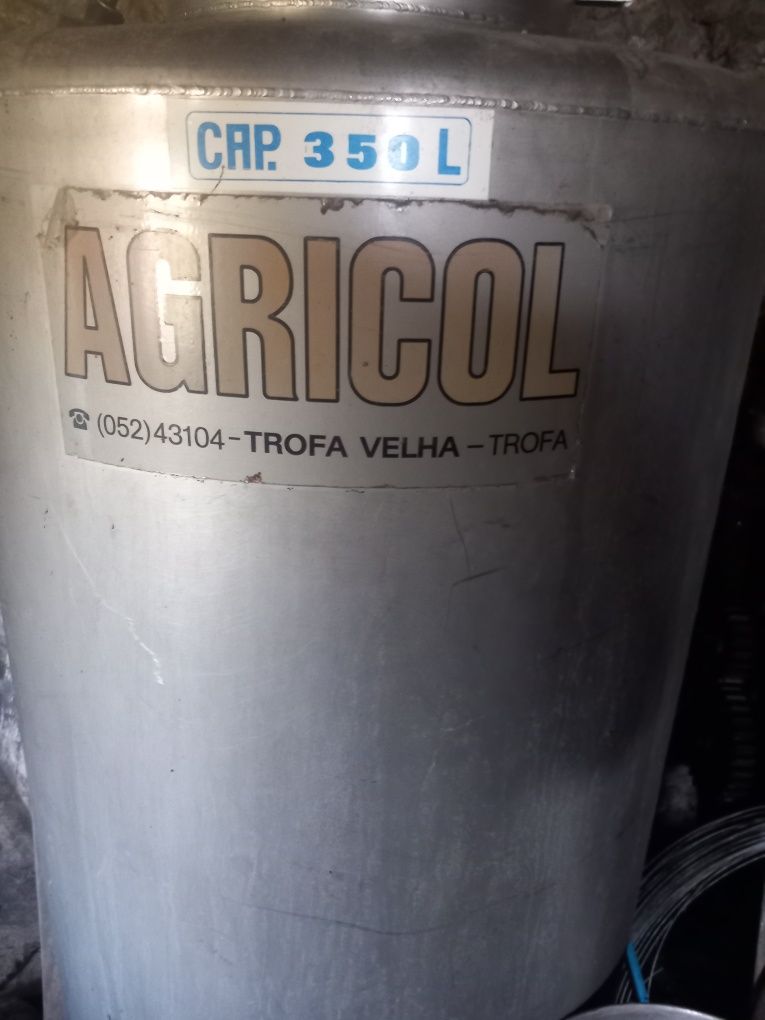 CAP. 350 L
AGRICOL
☎ (052)43104-TROFA VELHA - TROFA